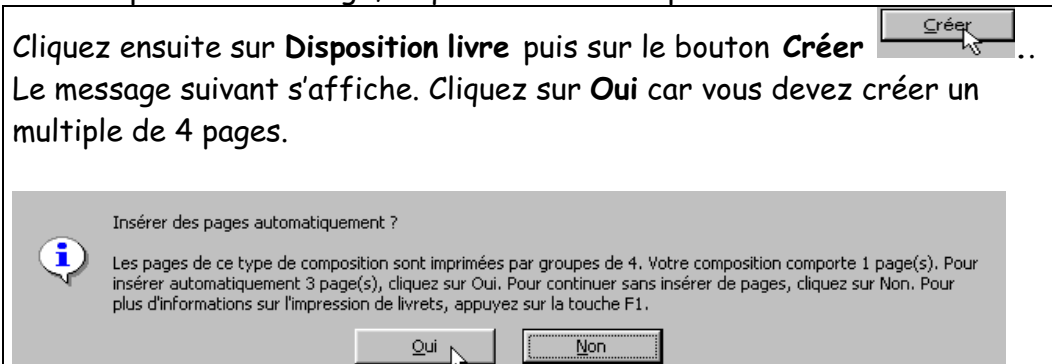 Créer
Cliquez ensuite sur Disposition livre puis sur le bouton Créer ..
Le message suivant s’affiche. Cliquez sur Oui car vous devez créer un
multiple de 4 pages.
Insérer des pages automatiquement ?
Les pages de ce type de composition sont imprimées par groupes de 4. Votre composition comporte 1 page(s). Pour
insérer automatiquement 3 page(s), cliquez sur Oui. Pour continuer sans insérer de pages, cliquez sur Non. Pour
plus d'informations sur l'impression de livrets, appuyez sur la touche F1.
Oui Non